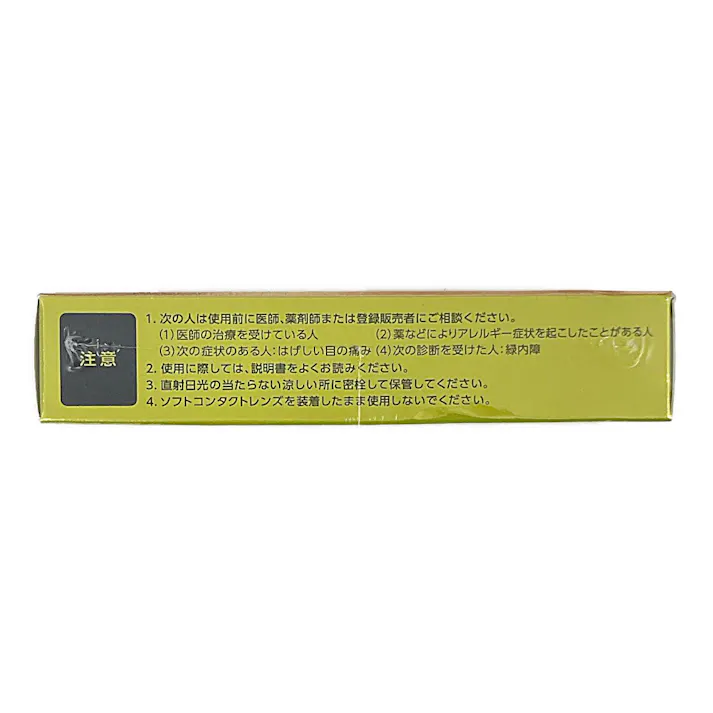 注意
1. 次の人は使用前に医師、薬剤師または登録販売者にご相談ください。
(1)医師の治療を受けている人 (2)薬などによりアレルギー症状を起こしたことがある人
(3)次の症状のある人：はげしい目の痛み (4)次の診断を受けた人：緑内障
2. 使用に際しては、説明書をよくお読みください。
3. 直射日光の当たらない涼しい所に密栓して保管してください。
4. ソフトコンタクトレンズを装着したまま使用しないでください。